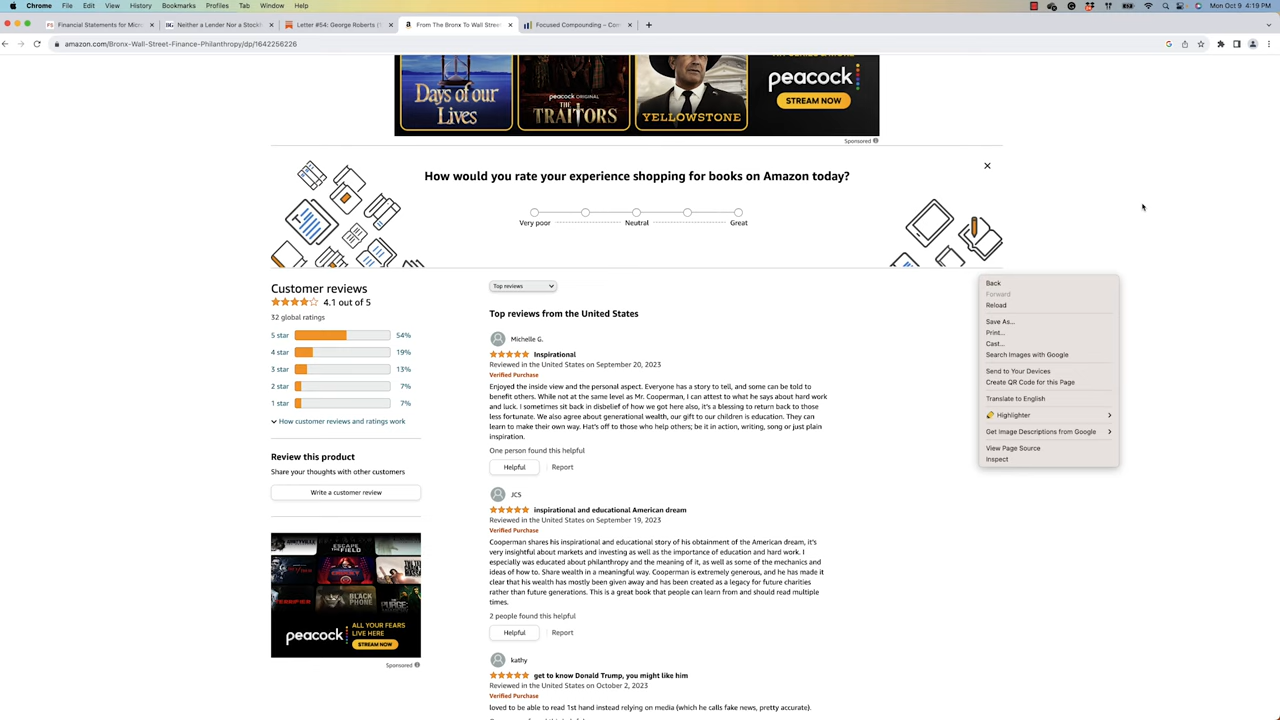 Chrome File Edit View History Bookmarks Profiles Tab Window Help
Mon Oct 9 4:19 PM
Financial Statements for Micr
Neither a Lender Nor a Stock
Letter #54: George Roberts (
From The Bronx To Wall Stree
Focused Compounding – Com
amazon.com/Bronx-Wall-Street-Finance-Philanthropy/dp/1642256226
Days of our
Lives
peacock ORIGINAL
THE
TRAITORS
YELLOWSTONE
peacock
STREAM NOW
Sponsored
How would you rate your experience shopping for books on Amazon today?
Very poor
Neutral
Great
Customer reviews
4.1 out of 5
32 global ratings
5 star 54%
4 star 19%
3 star 13%
2 star 7%
1 star 7%
How customer reviews and ratings work
Review this product
Share your thoughts with other customers
Write a customer review
ESCAPE
THE
FIELD
BLACK
PHONE
THE
PURGE
peacock
ALL YOUR FEARS
LIVE HERE
STREAM NOW
Sponsored
Top reviews
Top reviews from the United States
Michelle G.
Inspirational
Reviewed in the United States on September 20, 2023
Verified Purchase
Enjoyed the inside view and the personal aspect. Everyone has a story to tell, and some can be told to
benefit others. While not at the same level as Mr. Cooperman, I can attest to what he says about hard work
and luck. I sometimes sit back in disbelief of how we got here also, it's a blessing to return back to those
less fortunate. We also agree about generational wealth, our gift to our children is education. They can
learn to make their own way. Hat's off to those who help others; be it in action, writing, song or just plain
inspiration.
One person found this helpful
Helpful
Report
JCS
inspirational and educational American dream
Reviewed in the United States on September 19, 2023
Verified Purchase
Cooperman shares his inspirational and educational story of his obtainment of the American dream, it's
very insightful about markets and investing as well as the importance of education and hard work. I
especially was educated about philanthropy and the meaning of it, as well as some of the mechanics and
ideas of how to. Share wealth in a meaningful way. Cooperman is extremely generous, and he has made it
clear that his wealth has mostly been given away and has been created as a legacy for future charities
rather than future generations. This is a great book that people can learn from and should read multiple
times.
2 people found this helpful
Helpful
Report
kathy
get to know Donald Trump, you might like him
Reviewed in the United States on October 2, 2023
Verified Purchase
loved to be able to read 1st hand instead relying on media (which he calls fake news, pretty accurate).
Back
Forward
Reload
Save As...
Print...
Cast...
Search Images with Google
Send to Your Devices
Create QR Code for this Page
Translate to English
Highlighter
Get Image Descriptions from Google
View Page Source
Inspect